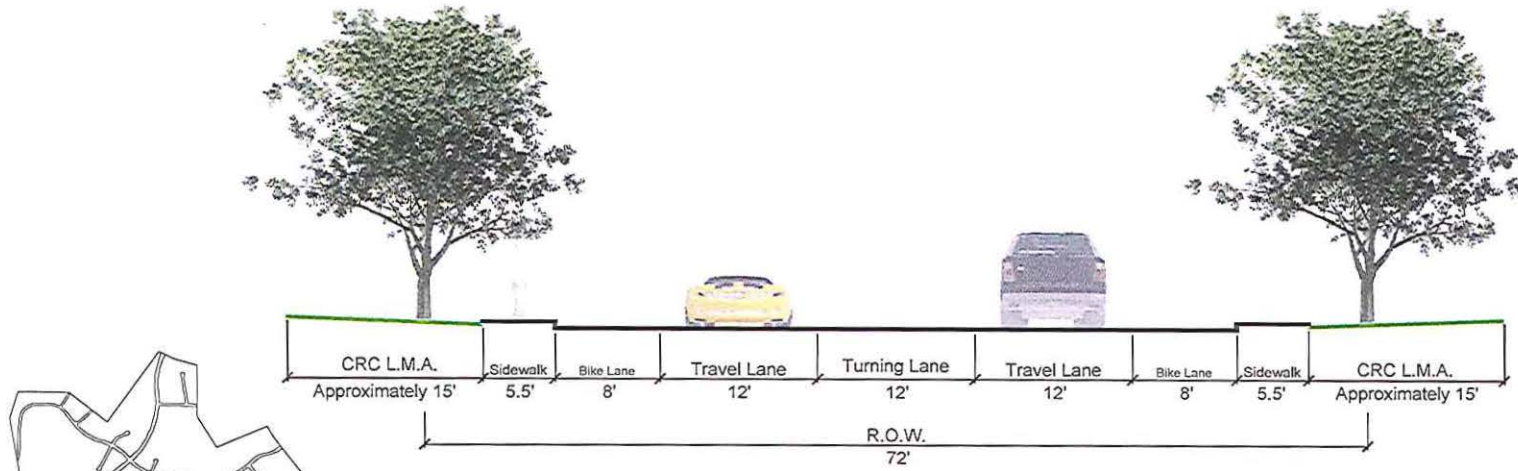 CRC L.M.A. Sidewalk Bike Lane Travel Lane Turning Lane Travel Lane Bike Lane Sidewalk CRC L.M.A.
Approximately 15' 5.5' 8' 12' 12' 12' 8' 5.5' Approximately 15'
R.O.W.
72'